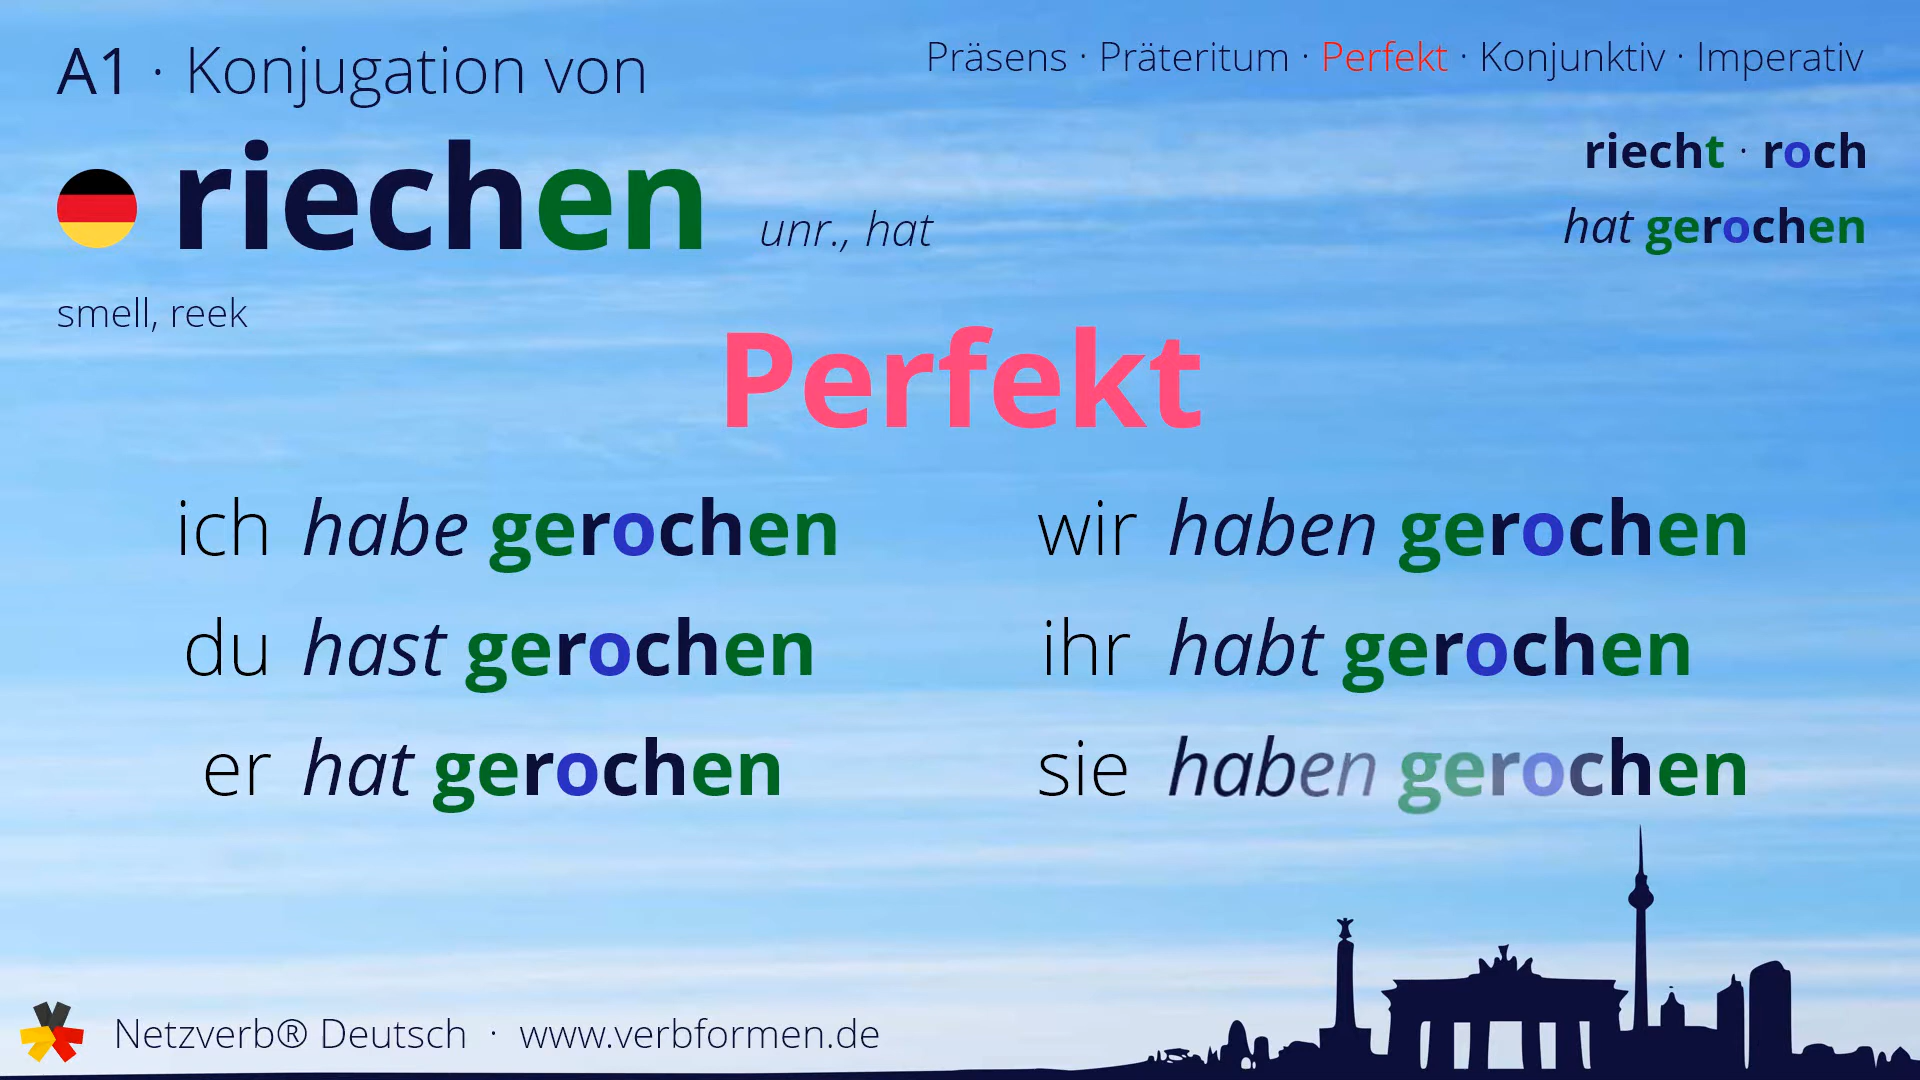 A1 · Konjugation von
Präsens · Präteritum · Perfekt · Konjunktiv · Imperativ
riechen unr., hat
riecht · roch
hat gerochen
smell, reek
Perfekt
ich habe gerochen
du hast gerochen
er hat gerochen
wir haben gerochen
ihr habt gerochen
sie haben gerochen
Netzverb® Deutsch · www.verbformen.de